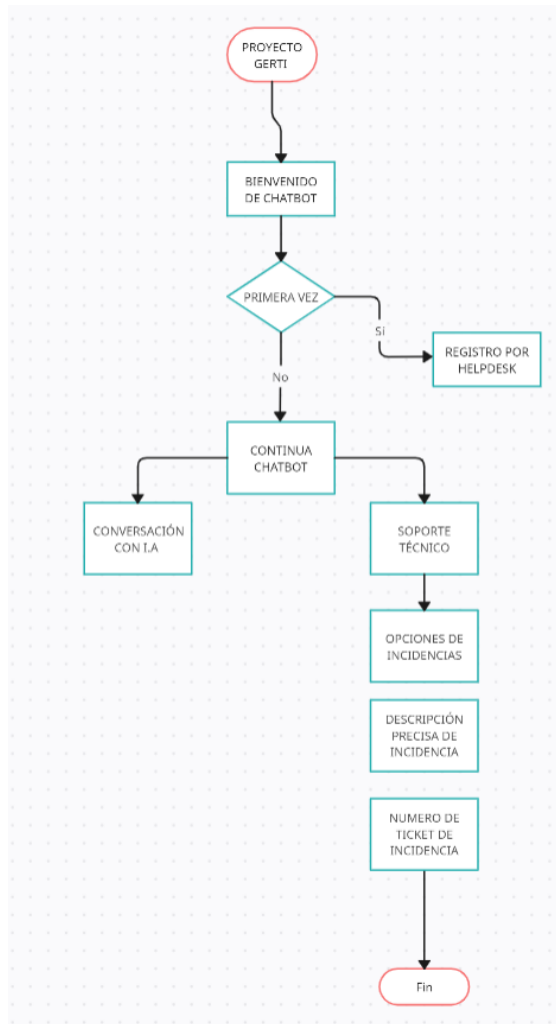 PROYECTO
GERTI
BIENVENIDO
DE CHATBOT
PRIMERA VEZ
Si
REGISTRO POR
HELPDESK
No
CONTINUA
CHATBOT
CONVERSACIÓN
CON I.A
SOPORTE
TÉCNICO
OPCIONES DE
INCIDENCIAS
DESCRIPCIÓN
PRECISA DE
INCIDENCIA
NUMERO DE
TICKET DE
INCIDENCIA
Fin